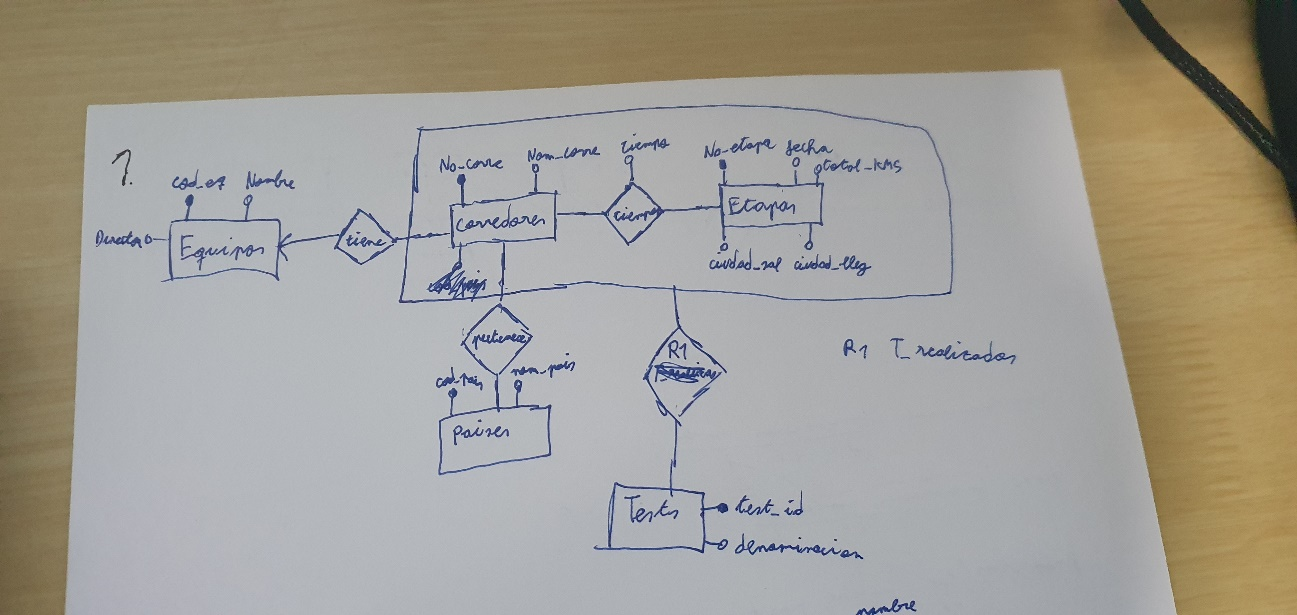 1.
cod_eq Nombre
Director
Equipos
tiene
No_corre
Nom_corre
tiempo
Corredores
tiempo
No_etapa
fecha
total_KMS
Etapas
ciudad_sal
ciudad_lleg
pertenece
cod_pais
nom_pais
paises
R1
R1 T_realizados
Tests
test_id
denominacion
nombre